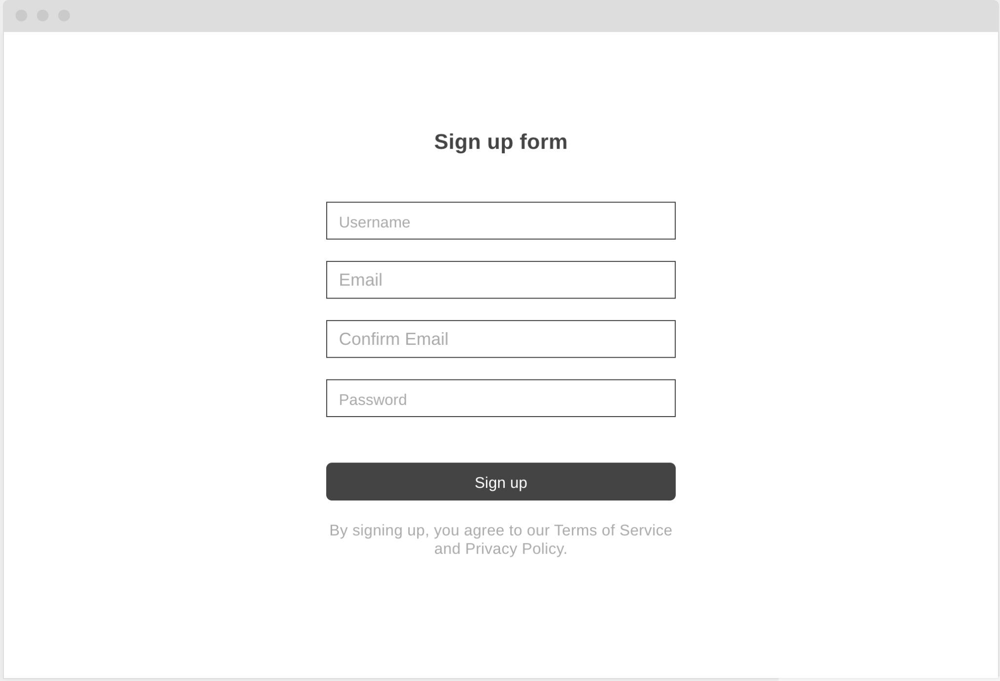 Sign up form
Username
Email
Confirm Email
Password
Sign up
By signing up, you agree to our Terms of Service
and Privacy Policy.